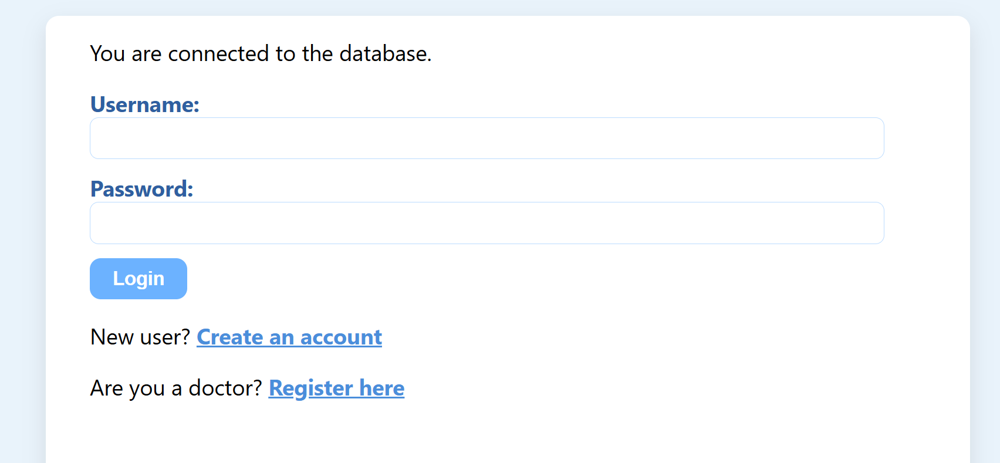 You are connected to the database.
Username:
Password:
Login
New user? Create an account
Are you a doctor? Register here